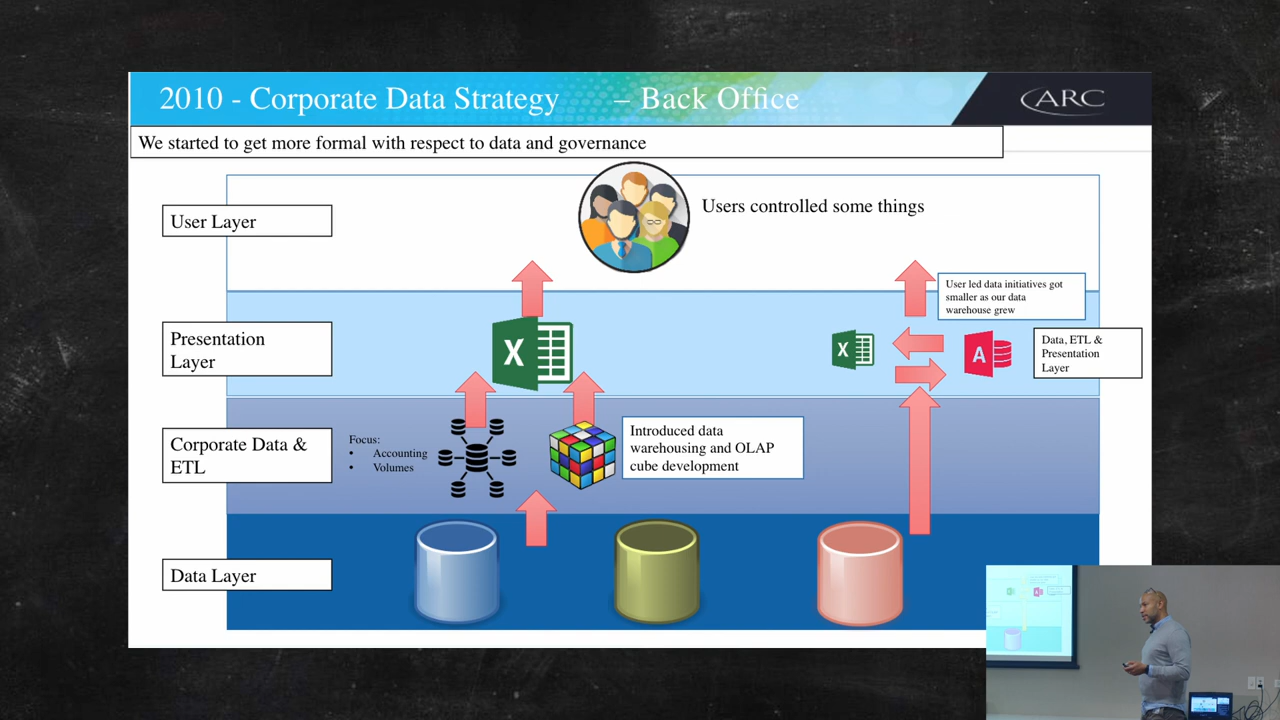 2010 - Corporate Data Strategy – Back Office
ARC
We started to get more formal with respect to data and governance
User Layer
Users controlled some things
User led data initiatives got
smaller as our data
warehouse grew
Presentation
Layer
X
X
A
Data, ETL &
Presentation
Layer
Corporate Data &
ETL
Focus:
• Accounting
• Volumes
Introduced data
warehousing and OLAP
cube development
Data Layer